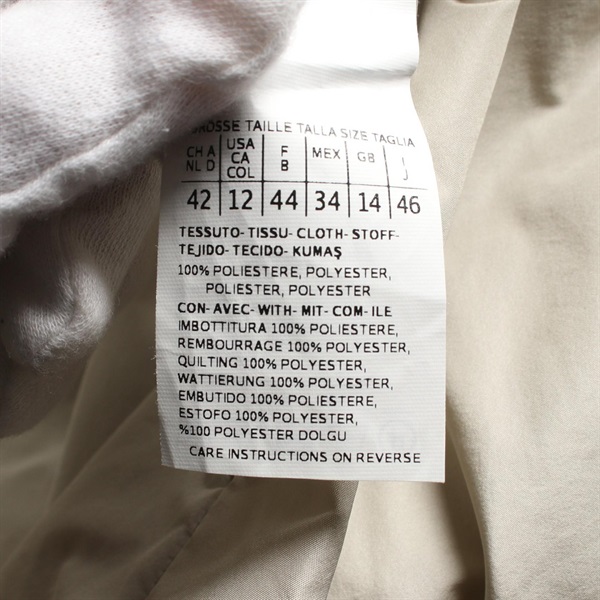 GROSSE TAILLE TALLA SIZE TAGLIA
CH A NL D USA CA COL F B MEX GB I J
42 12 44 34 14 46
TESSUTO- TISSU- CLOTH- STOFF-
TEJIDO- TECIDO- KUMAŞ
100% POLIESTERE, POLYESTER,
POLIESTER, POLYESTER
CON- AVEC- WITH- MIT- COM- ILE
IMBOTTITURA 100% POLIESTERE,
REMBOURRAGE 100% POLYESTER,
QUILTING 100% POLYESTER,
WATTIERUNG 100% POLYESTER,
EMBUTIDO 100% POLIESTER,
ESTOFO 100% POLYESTER,
%100 POLYESTER DOLGU
CARE INSTRUCTIONS ON REVERSE